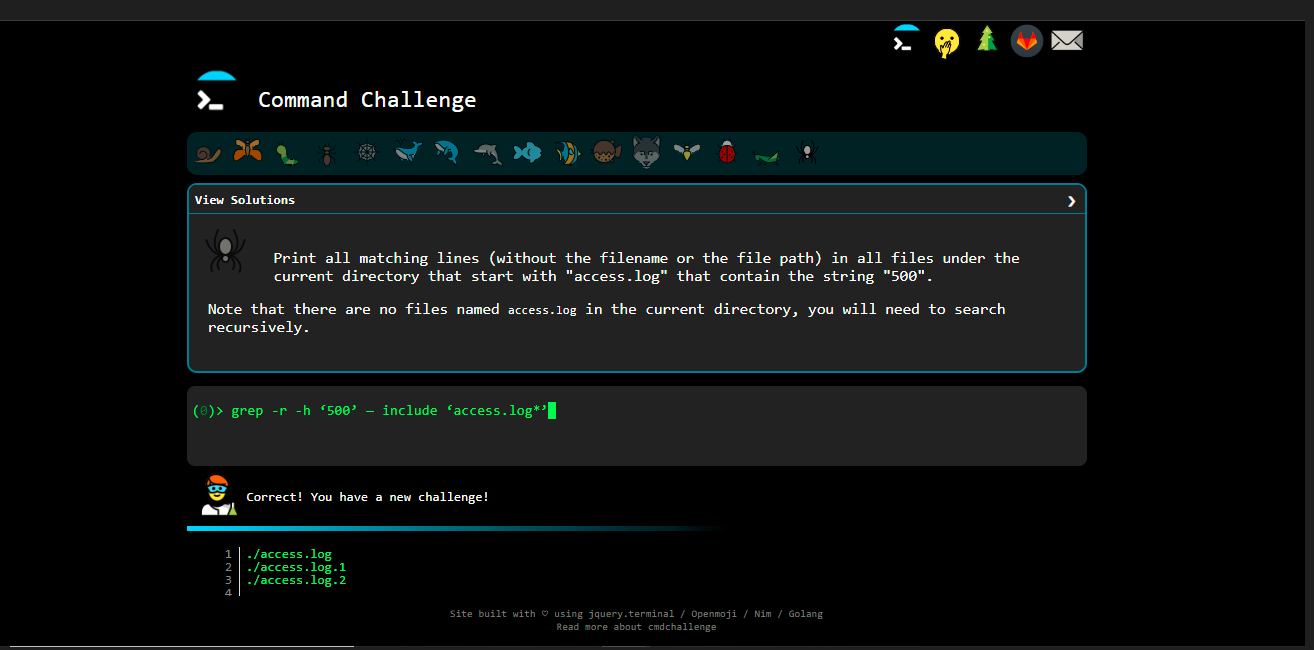 Command Challenge
View Solutions
Print all matching lines (without the filename or the file path) in all files under the
current directory that start with "access.log" that contain the string "500".
Note that there are no files named access.log in the current directory, you will need to search
recursively.
(0)> grep -r -h ‘500’ — include ‘access.log*’
Correct! You have a new challenge!
1 ./access.log
2 ./access.log.1
3 ./access.log.2
4
Site built with ♡ using jquery.terminal / Openmoji / Nim / Golang
Read more about cmdchallenge